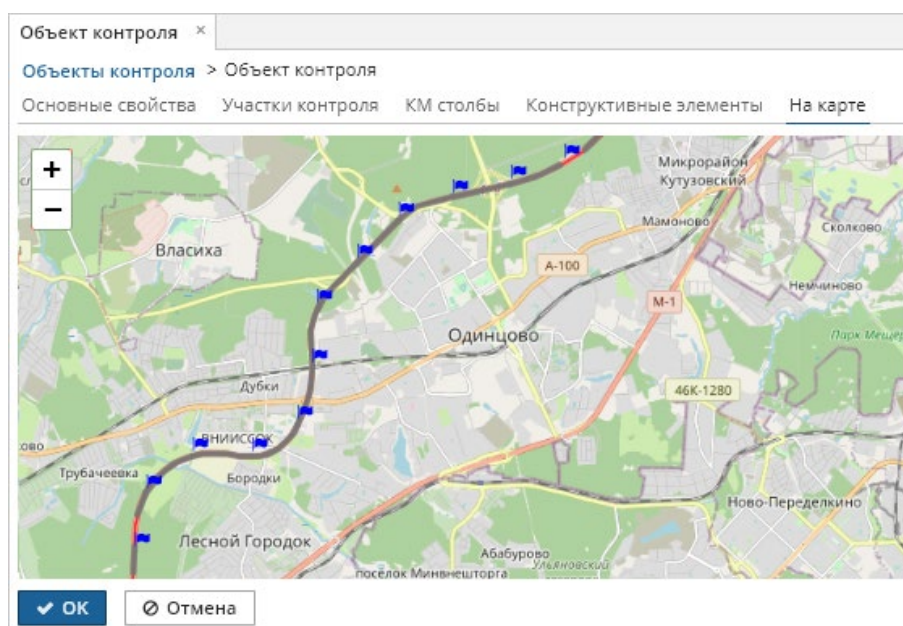 Объект контроля ×
Объекты контроля > Объект контроля
Основные свойства Участки контроля КМ столбы Конструктивные элементы На карте
+
−
Микрорайон
Кутузовский
Мамоново
Сколково
Власиха
А-100
Немчиново
М-1
Одинцово
Парк Мещер
Дубки
46К-1280
ВНИИССОК
ово
Трубачеевка
Бородки
Ново-Переделкино
Лесной Городок
Абабурово
Ульяновский
посёлок Минвнешторга
ОК
Отмена